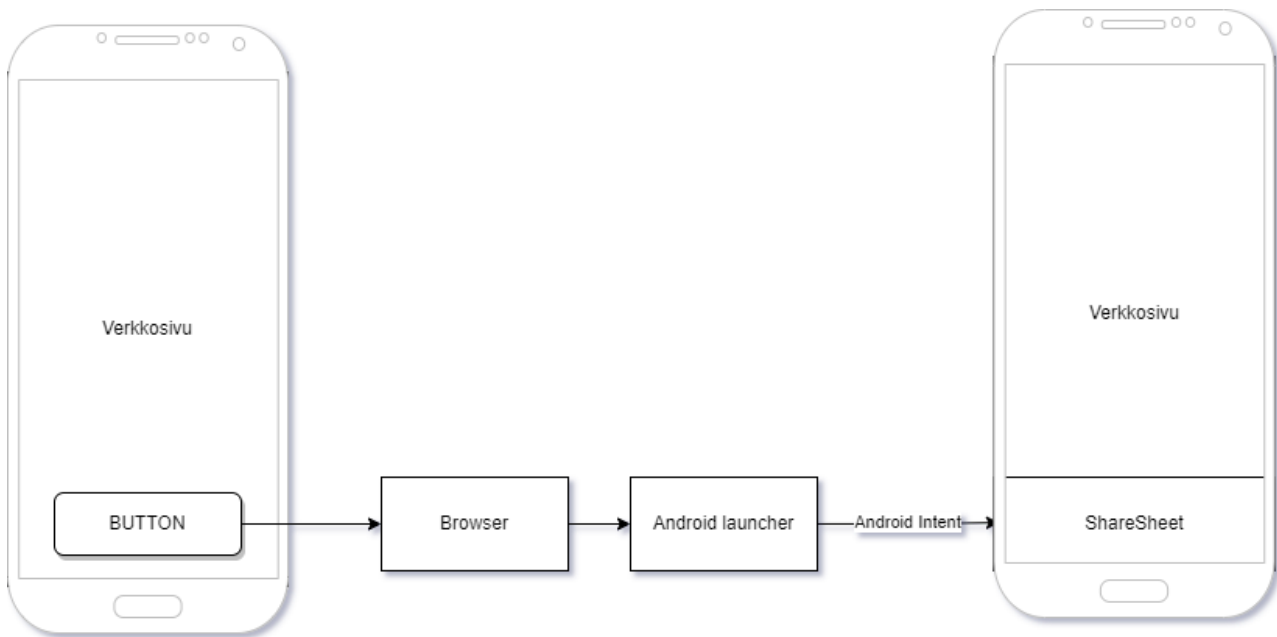 Verkkosivu
BUTTON
Browser
Android launcher
Android Intent
Verkkosivu
ShareSheet